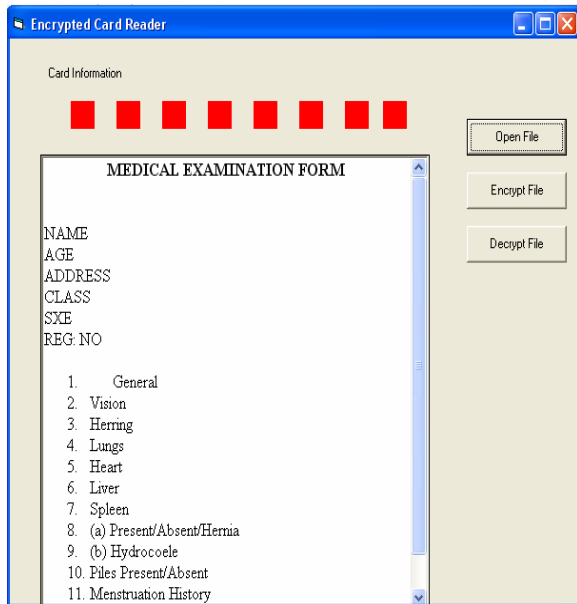 Encrypted Card Reader
Card Information
Open File
Encrypt File
Decrypt File
MEDICAL EXAMINATION FORM
NAME
AGE
ADDRESS
CLASS
SXE
REG: NO
1. General
2. Vision
3. Herring
4. Lungs
5. Heart
6. Liver
7. Spleen
8. (a) Present/Absent/Hernia
9. (b) Hydrocoele
10. Piles Present/Absent
11. Menstruation History